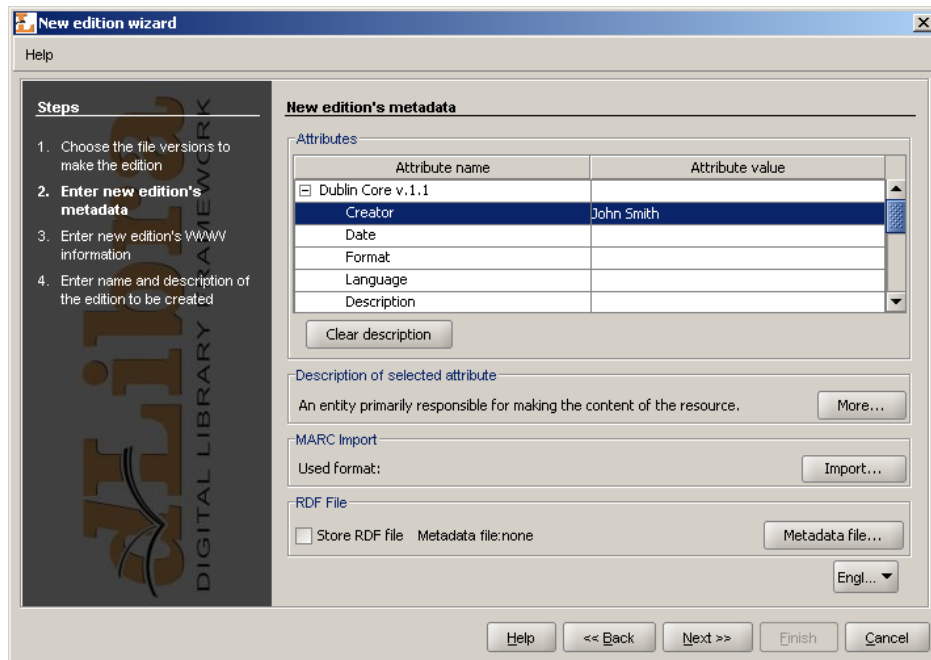 New edition wizard
Help
Steps
1. Choose the file versions to
make the edition
2. Enter new edition's
metadata
3. Enter new edition's WWW
information
4. Enter name and description of
the edition to be created
dLibra
DIGITAL LIBRARY FRAMEWORK
New edition's metadata
Attributes
Attribute name Attribute value
Dublin Core v.1.1
Creator John Smith
Date
Format
Language
Description
Clear description
Description of selected attribute
An entity primarily responsible for making the content of the resource. More...
MARC Import
Used format: Import...
RDF File
Store RDF file Metadata file:none Metadata file...
Engl...
Help << Back Next >> Finish Cancel